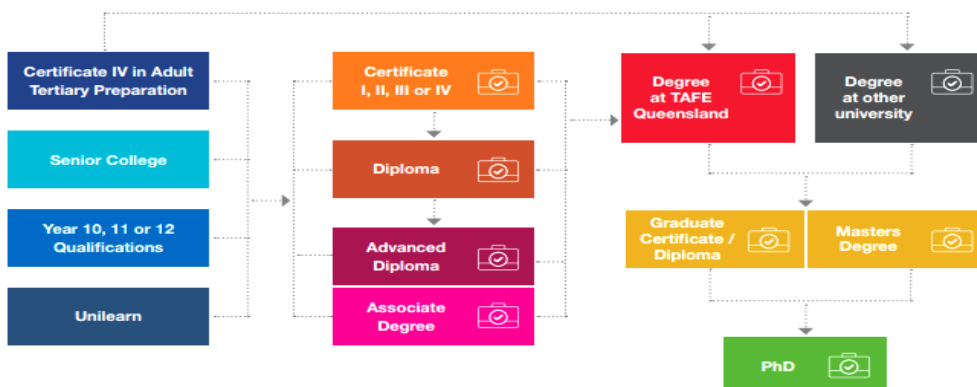 Certificate IV in Adult
Tertiary Preparation
Senior College
Year 10, 11 or 12
Qualifications
Unilearn
Certificate
I, II, III or IV
Diploma
Advanced
Diploma
Associate
Degree
Degree
at TAFE
Queensland
Degree
at other
university
Graduate
Certificate /
Diploma
Masters
Degree
PhD